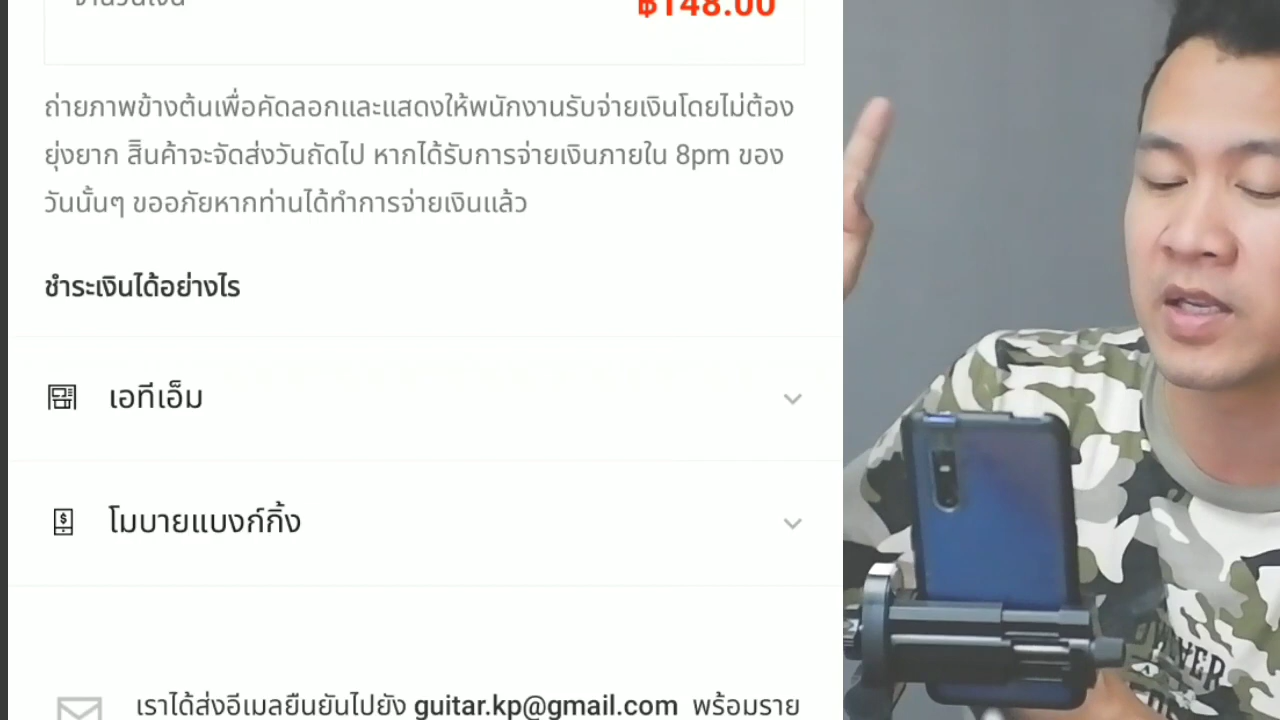 จำนวนเงิน
฿148.00
ถ่ายภาพข้างต้นเพื่อคัดลอกและแสดงให้พนักงานรับจ่ายเงินโดยไม่ต้อง
ยุ่งยาก สินค้าจะจัดส่งวันถัดไป หากได้รับการจ่ายเงินภายใน 8pm ของ
วันนั้นๆ ขออภัยหากท่านได้ทำการจ่ายเงินแล้ว
ชำระเงินได้อย่างไร
เอทีเอ็ม
โมบายแบงก์กิ้ง
เราได้ส่งอีเมลยืนยันไปยัง guitar.kp@gmail.com พร้อมราย